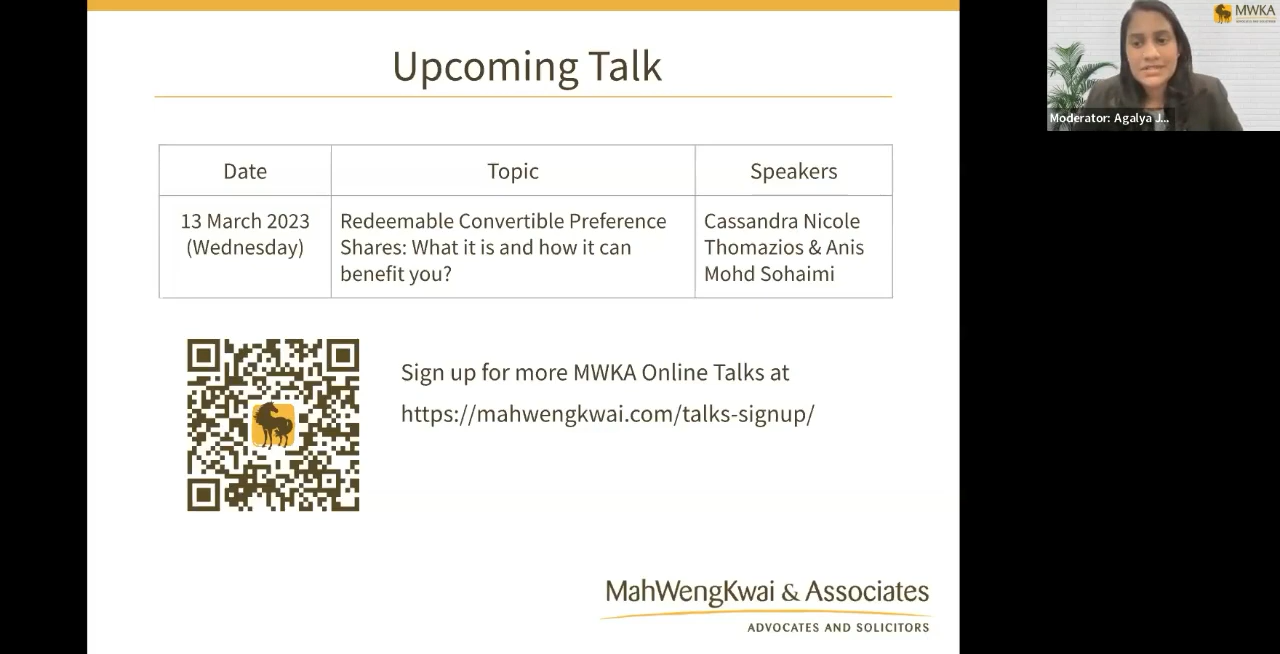 Upcoming Talk
Date
Topic
Speakers
13 March 2023
(Wednesday)
Redeemable Convertible Preference
Shares: What it is and how it can
benefit you?
Cassandra Nicole
Thomazios & Anis
Mohd Sohaimi
Sign up for more MWKA Online Talks at
https://mahwengkwai.com/talks-signup/
MahWengKwai & Associates
ADVOCATES AND SOLICITORS
MWKA
Moderator: Agalya J...